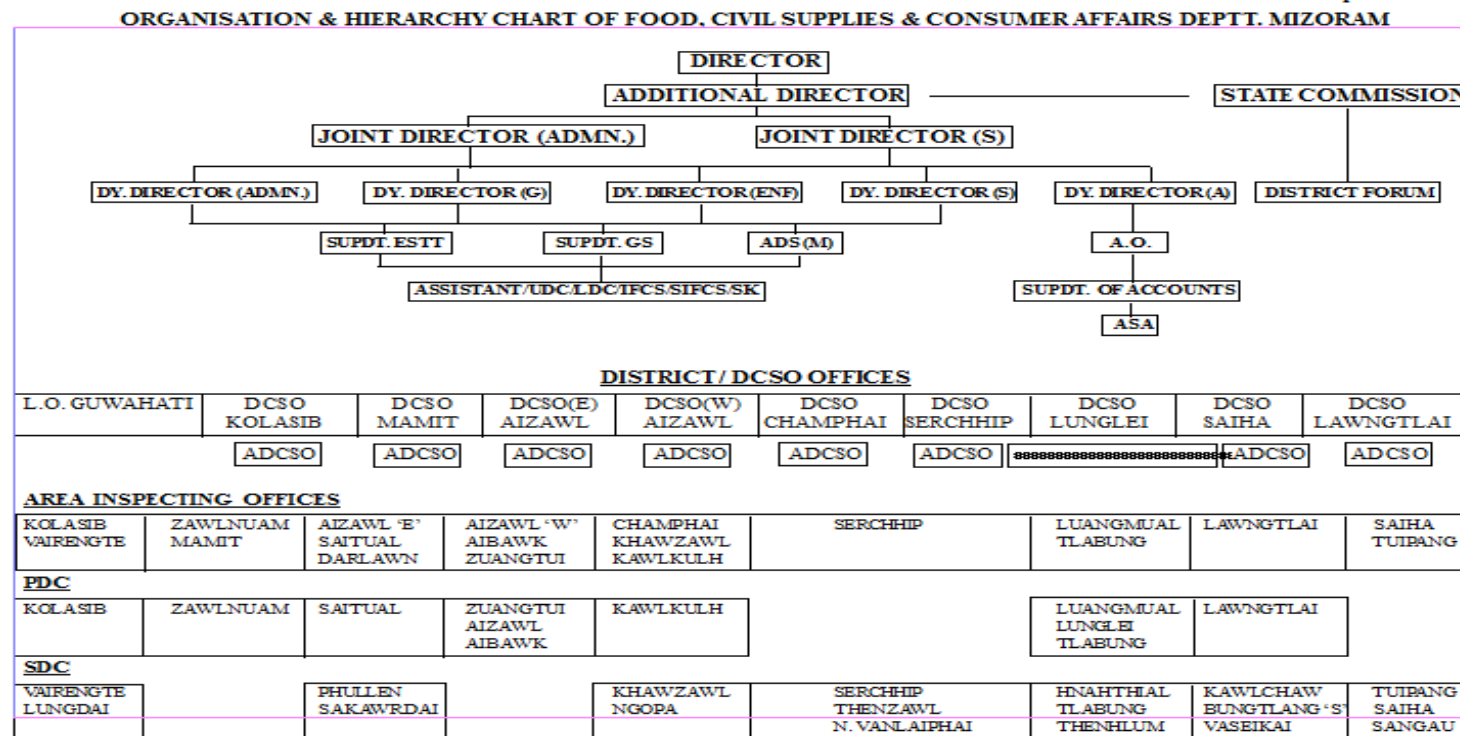 ORGANISATION & HIERARCHY CHART OF FOOD, CIVIL SUPPLIES & CONSUMER AFFAIRS DEPTT. MIZORAM
DIRECTOR
ADDITIONAL DIRECTOR
STATE COMMISSION
JOINT DIRECTOR (ADMN.)
JOINT DIRECTOR (S)
DY. DIRECTOR (ADMN.)
DY. DIRECTOR (G)
DY. DIRECTOR (ENF)
DY. DIRECTOR (S)
DY. DIRECTOR (A)
DISTRICT FORUM
SUPDT. ESTT
SUPDT. GS
ADS (M)
A.O.
ASSISTANT/UDC/LDC/IFCS/SIFCS/SK
SUPDT. OF ACCOUNTS
ASA
DISTRICT / DCSO OFFICES
L.O. GUWAHATI
DCSO
KOLASIB
DCSO
MAMIT
DCSO(E)
AIZAWL
DCSO(W)
AIZAWL
DCSO
CHAMPHAI
DCSO
SERCHHIP
DCSO
LUNGLEI
DCSO
SAIHA
DCSO
LAWNGTLAI
ADCSO
ADCSO
ADCSO
ADCSO
ADCSO
ADCSO
ADCSO
ADCSO
AREA INSPECTING OFFICES
KOLASIB
VAIRENGTE
ZAWLNUAM
MAMIT
AIZAWL ‘E’
SAITUAL
DARLAWN
AIZAWL ‘W’
AIBAWK
ZUANGTUI
CHAMPHAI
KHAWZAWL
KAWLKULH
SERCHHIP
LUANGMUAL
TLABUNG
LAWNGTLAI
SAIHA
TUIPANG
PDC
KOLASIB
ZAWLNUAM
SAITUAL
ZUANGTUI
AIZAWL
AIBAWK
KAWLKULH
LUANGMUAL
LUNGLEI
TLABUNG
LAWNGTLAI
SDC
VAIRENGTE
LUNGDAI
PHULLEN
SAKAWRDAI
KHAWZAWL
NGOPA
SERCHHIP
THENZAWL
N. VANLAIPHAI
HNAHTHIAL
TLABUNG
THENHLUM
KAWLCHAW
BUNGTLANG ‘S’
VASEIKAI
TUIPANG
SAIHA
SANGAU